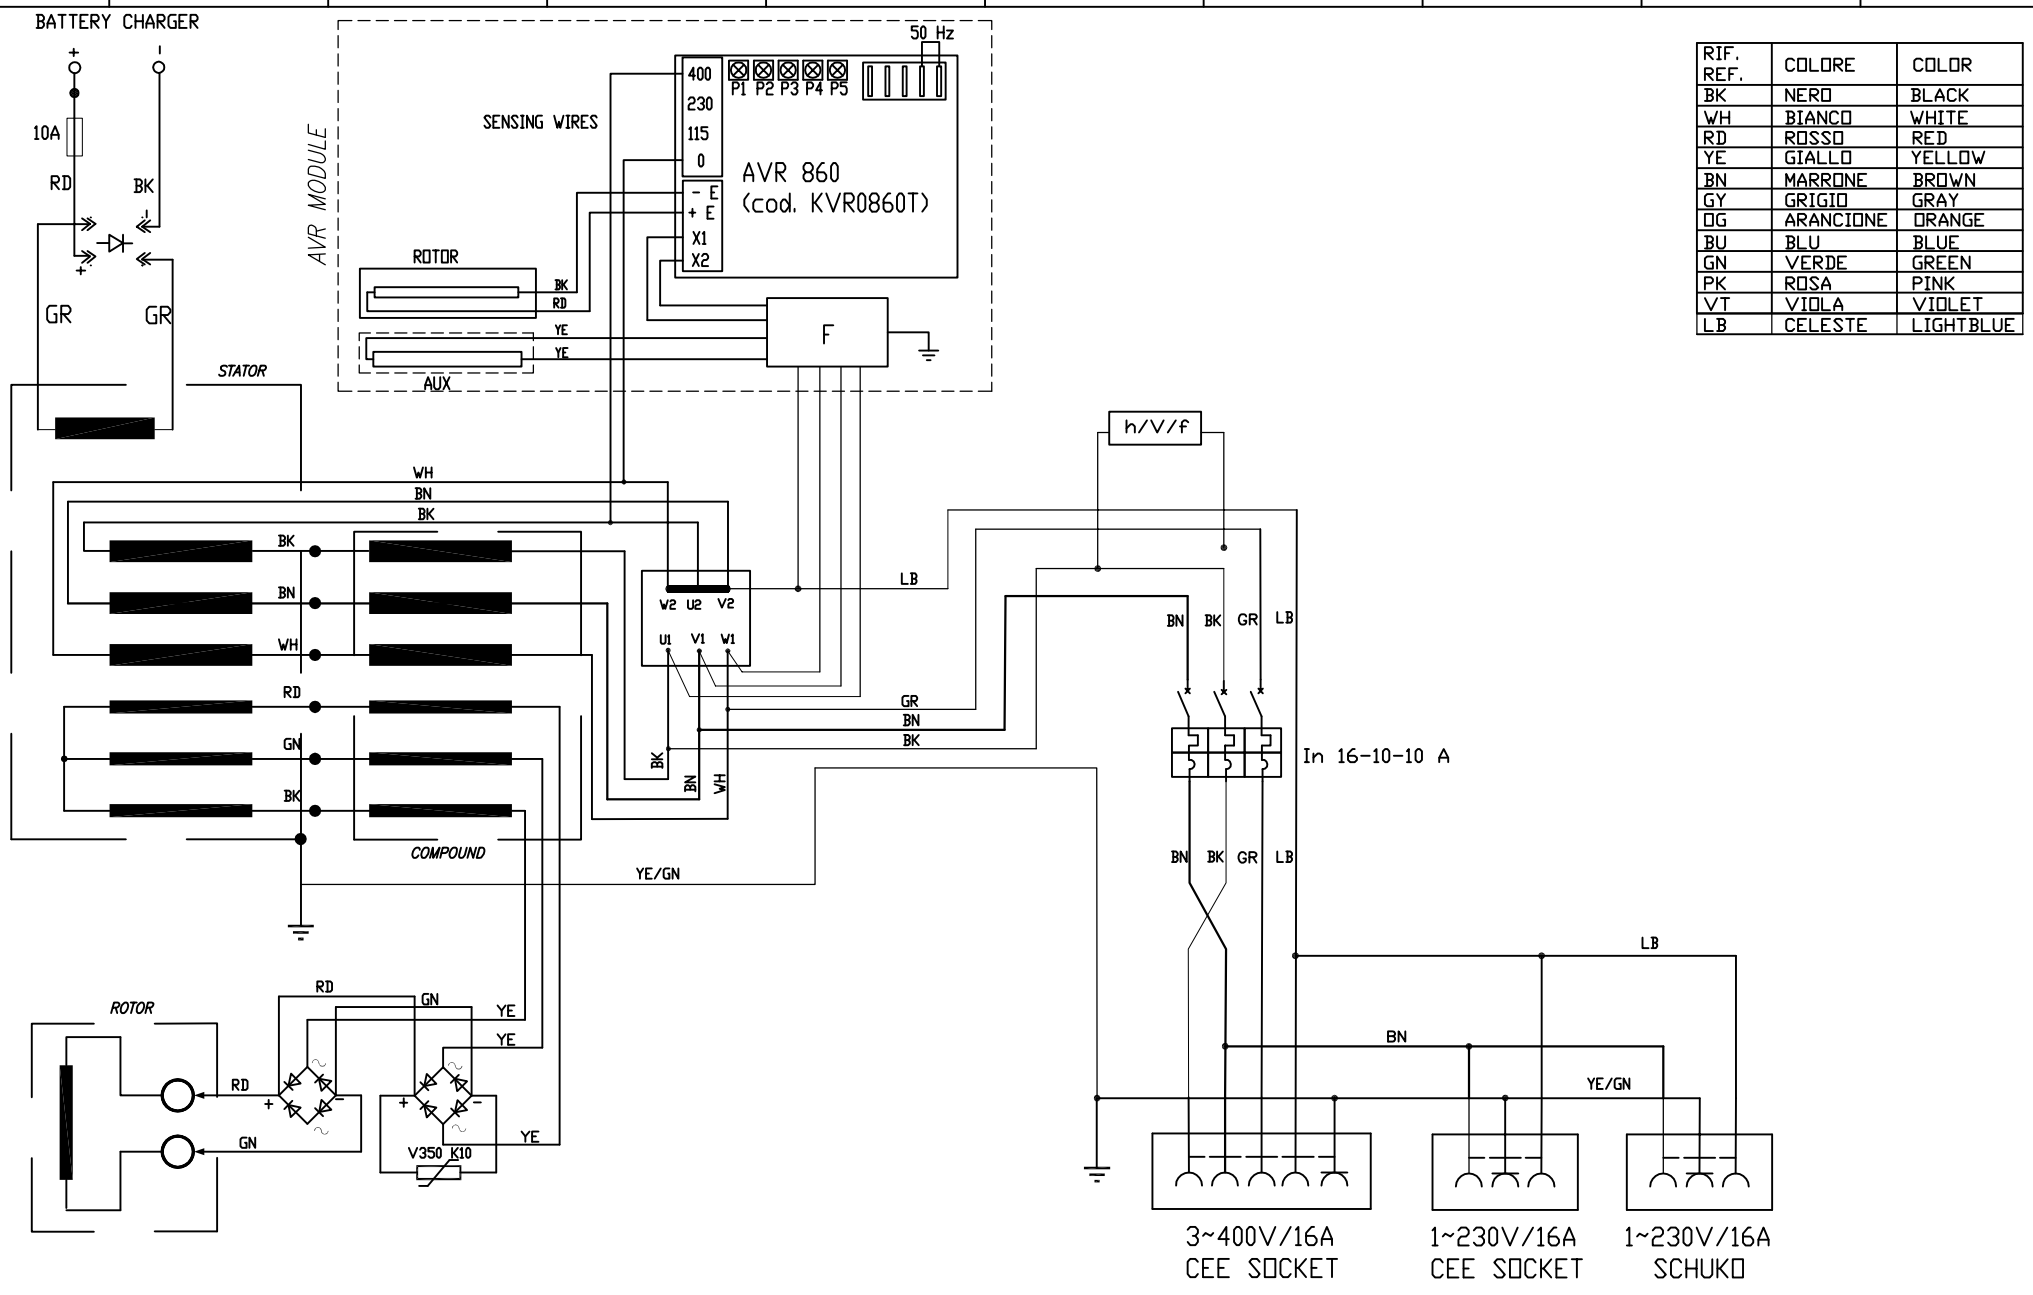 BATTERY CHARGER
+
-
10A
RD
BK
-
+
GR
GR
STATOR
AVR MODULE
SENSING WIRES
400
230
115
0
- E
+ E
X1
X2
P1 P2 P3 P4 P5
50 Hz
AVR 860
(cod. KVR0860T)
ROTOR
BK
RD
YE
YE
AUX
F
RIF. REF. COLORE COLOR
BK NERO BLACK
WH BIANCO WHITE
RD ROSSO RED
YE GIALLO YELLOW
BN MARRONE BROWN
GY GRIGIO GRAY
OG ARANCIONE ORANGE
BU BLU BLUE
GN VERDE GREEN
PK ROSA PINK
VT VIOLA VIOLET
LB CELESTE LIGHTBLUE
h/V/f
WH
BN
BK
BK
BN
WH
RD
GN
BK
COMPOUND
W2 U2 V2
U1 V1 W1
LB
GR
BN
BK
BK
BN
WH
YE/GN
BN BK GR LB
In 16-10-10 A
BN BK GR LB
LB
BN
YE/GN
ROTOR
RD
GN
RD
GN
YE
YE
YE
+
-
~
~
+
-
~
~
V350 K10
3~400V/16A
CEE SOCKET
1~230V/16A
CEE SOCKET
1~230V/16A
SCHUKO